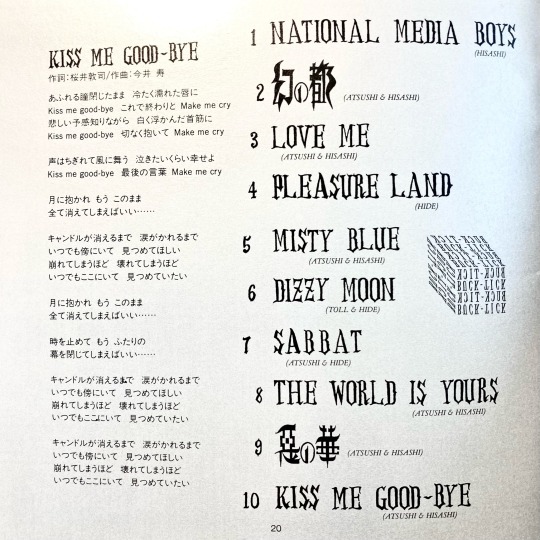 KISS ME GOOD-BYE
作詞:桜井敦司/作曲:今井 寿
あふれる瞳閉じたまま 冷たく濡れた唇に
Kiss me good-bye これで終わりと Make me cry
悲しい予感知りながら 白く浮かんだ首筋に
Kiss me good-bye 切なく抱いて Make me cry
声はちぎれて風に舞う 泣きたいくらい幸せよ
Kiss me good-bye 最後の言葉 Make me cry
月に抱かれ もう このまま
全て消えてしまえばいい……
キャンドルが消えるまで 涙がかれるまで
いつでも傍にいて 見つめてほしい
崩れてしまうほど 壊れてしまうほど
いつでもここにいて 見つめていたい
月に抱かれ もう このまま
全て消えてしまえばいい……
時を止めて もう ふたりの
幕を閉じてしまえばいい……
キャンドルが消えるまで 涙がかれるまで
いつでも傍にいて 見つめてほしい
崩れてしまうほど 壊れてしまうほど
いつでもここにいて 見つめていたい
キャンドルが消えるまで 涙がかれるまで
いつでも傍にいて 見つめてほしい
崩れてしまうほど 壊れてしまうほど
いつでもここにいて 見つめていたい
1 NATIONAL MEDIA BOYS
(HISASHI)
2 幻の都 (ATSUSHI & HISASHI)
3 LOVE ME
(ATSUSHI & HISASHI)
4 PLEASURE LAND
(HIDE)
5 MISTY BLUE
(ATSUSHI & HISASHI)
6 DIZZY MOON
(TOLL & HIDE)
7 SABBAT
(ATSUSHI & HIDE)
8 THE WORLD IS YOURS
(ATSUSHI & HISASHI)
9 惡の華 (ATSUSHI & HISASHI)
10 KISS ME GOOD-BYE
(ATSUSHI & HISASHI)
BUCK-TICK
BUCK-TICK
BUCK-TICK
BUCK-TICK
20